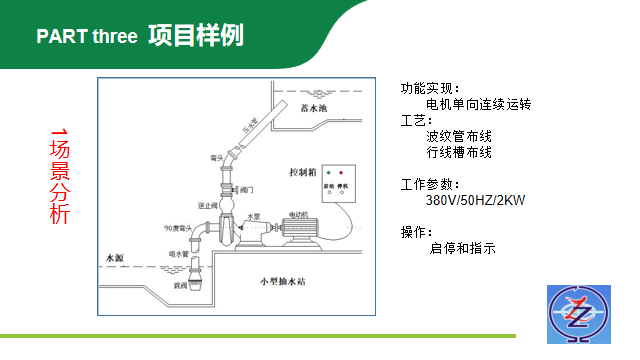 PART three 项目样例
1场景分析
蓄水池
压水管
弯头
控制箱
启动 停机
阀门
逆止阀
90度弯头
水泵
电动机
吸水管
水源
底阀
小型抽水站
功能实现：
电机单向连续运转
工艺：
波纹管布线
行线槽布线
工作参数：
380V/50HZ/2KW
操作：
启停和指示